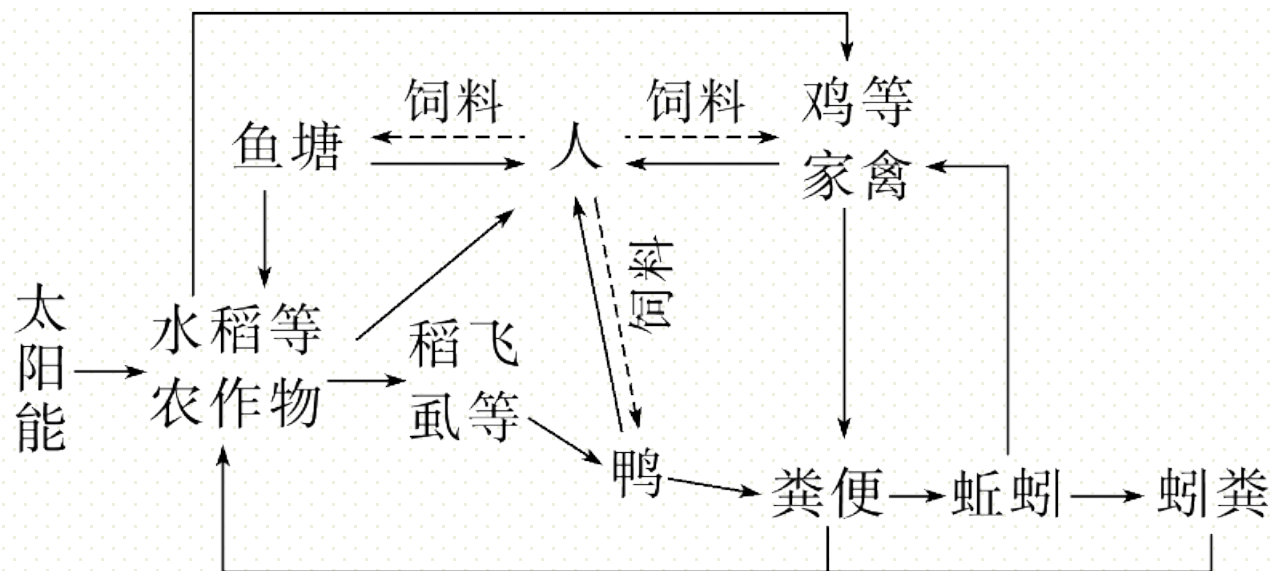 饲料
饲料
鸡等
家禽
鱼塘
人
饲料
太阳能
水稻等
农作物
稻飞
虱等
鸭
粪便
蚯蚓
蚓粪